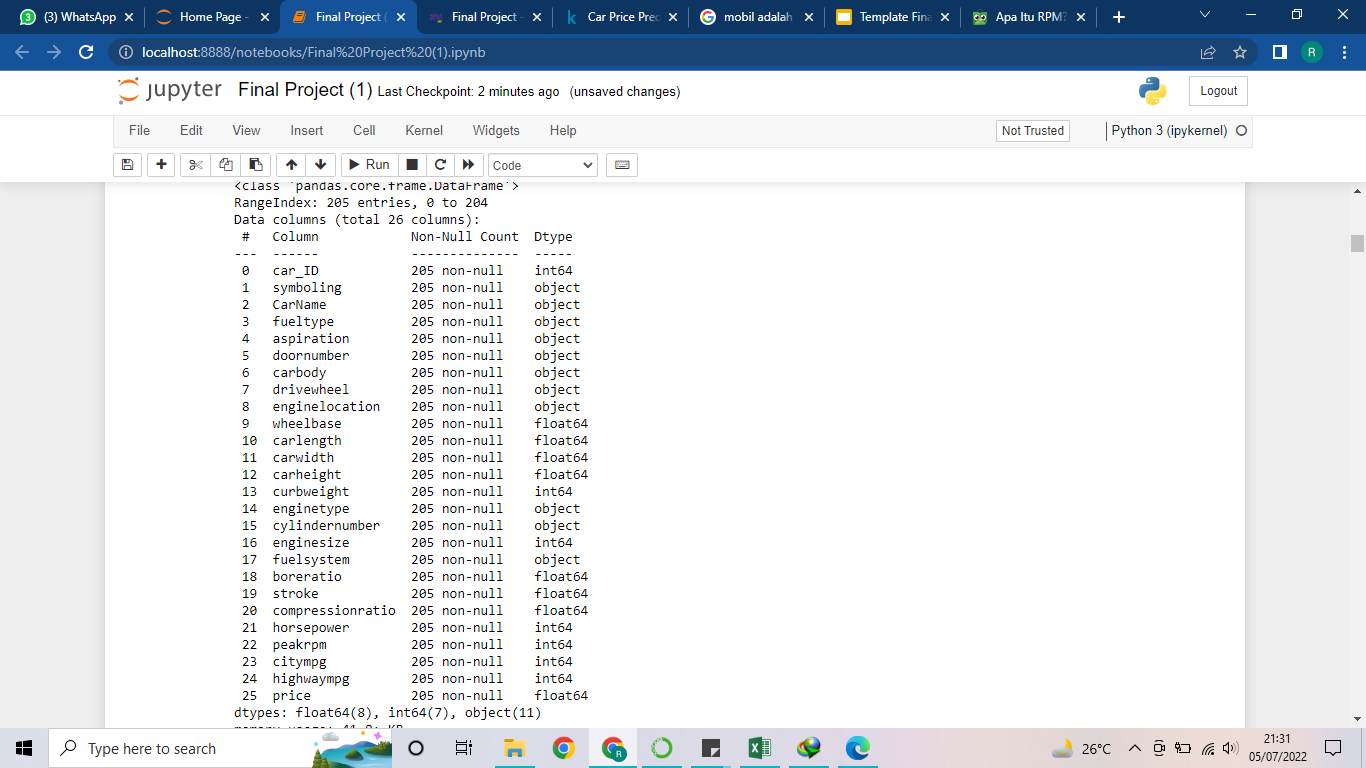 (3) WhatsApp
Home Page -
Final Project (
Final Project -
Car Price Pred
mobil adalah
Template Fina
Apa Itu RPM?
localhost:8888/notebooks/Final%20Project%20(1).ipynb
R
jupyter Final Project (1) Last Checkpoint: 2 minutes ago (unsaved changes)
Logout
File Edit View Insert Cell Kernel Widgets Help
Not Trusted
Python 3 (ipykernel)
Run
Code
<class 'pandas.core.frame.DataFrame'>
RangeIndex: 205 entries, 0 to 204
Data columns (total 26 columns):
# Column Non-Null Count Dtype
--- ------ -------------- -----
0 car_ID 205 non-null int64
1 symboling 205 non-null object
2 CarName 205 non-null object
3 fueltype 205 non-null object
4 aspiration 205 non-null object
5 doornumber 205 non-null object
6 carbody 205 non-null object
7 drivewheel 205 non-null object
8 enginelocation 205 non-null object
9 wheelbase 205 non-null float64
10 carlength 205 non-null float64
11 carwidth 205 non-null float64
12 carheight 205 non-null float64
13 curbweight 205 non-null int64
14 enginetype 205 non-null object
15 cylindernumber 205 non-null object
16 enginesize 205 non-null int64
17 fuelsystem 205 non-null object
18 boreratio 205 non-null float64
19 stroke 205 non-null float64
20 compressionratio 205 non-null float64
21 horsepower 205 non-null int64
22 peakrpm 205 non-null int64
23 citympg 205 non-null int64
24 highwaympg 205 non-null int64
25 price 205 non-null float64
dtypes: float64(8), int64(7), object(11)
Type here to search
26°C
21:31
05/07/2022